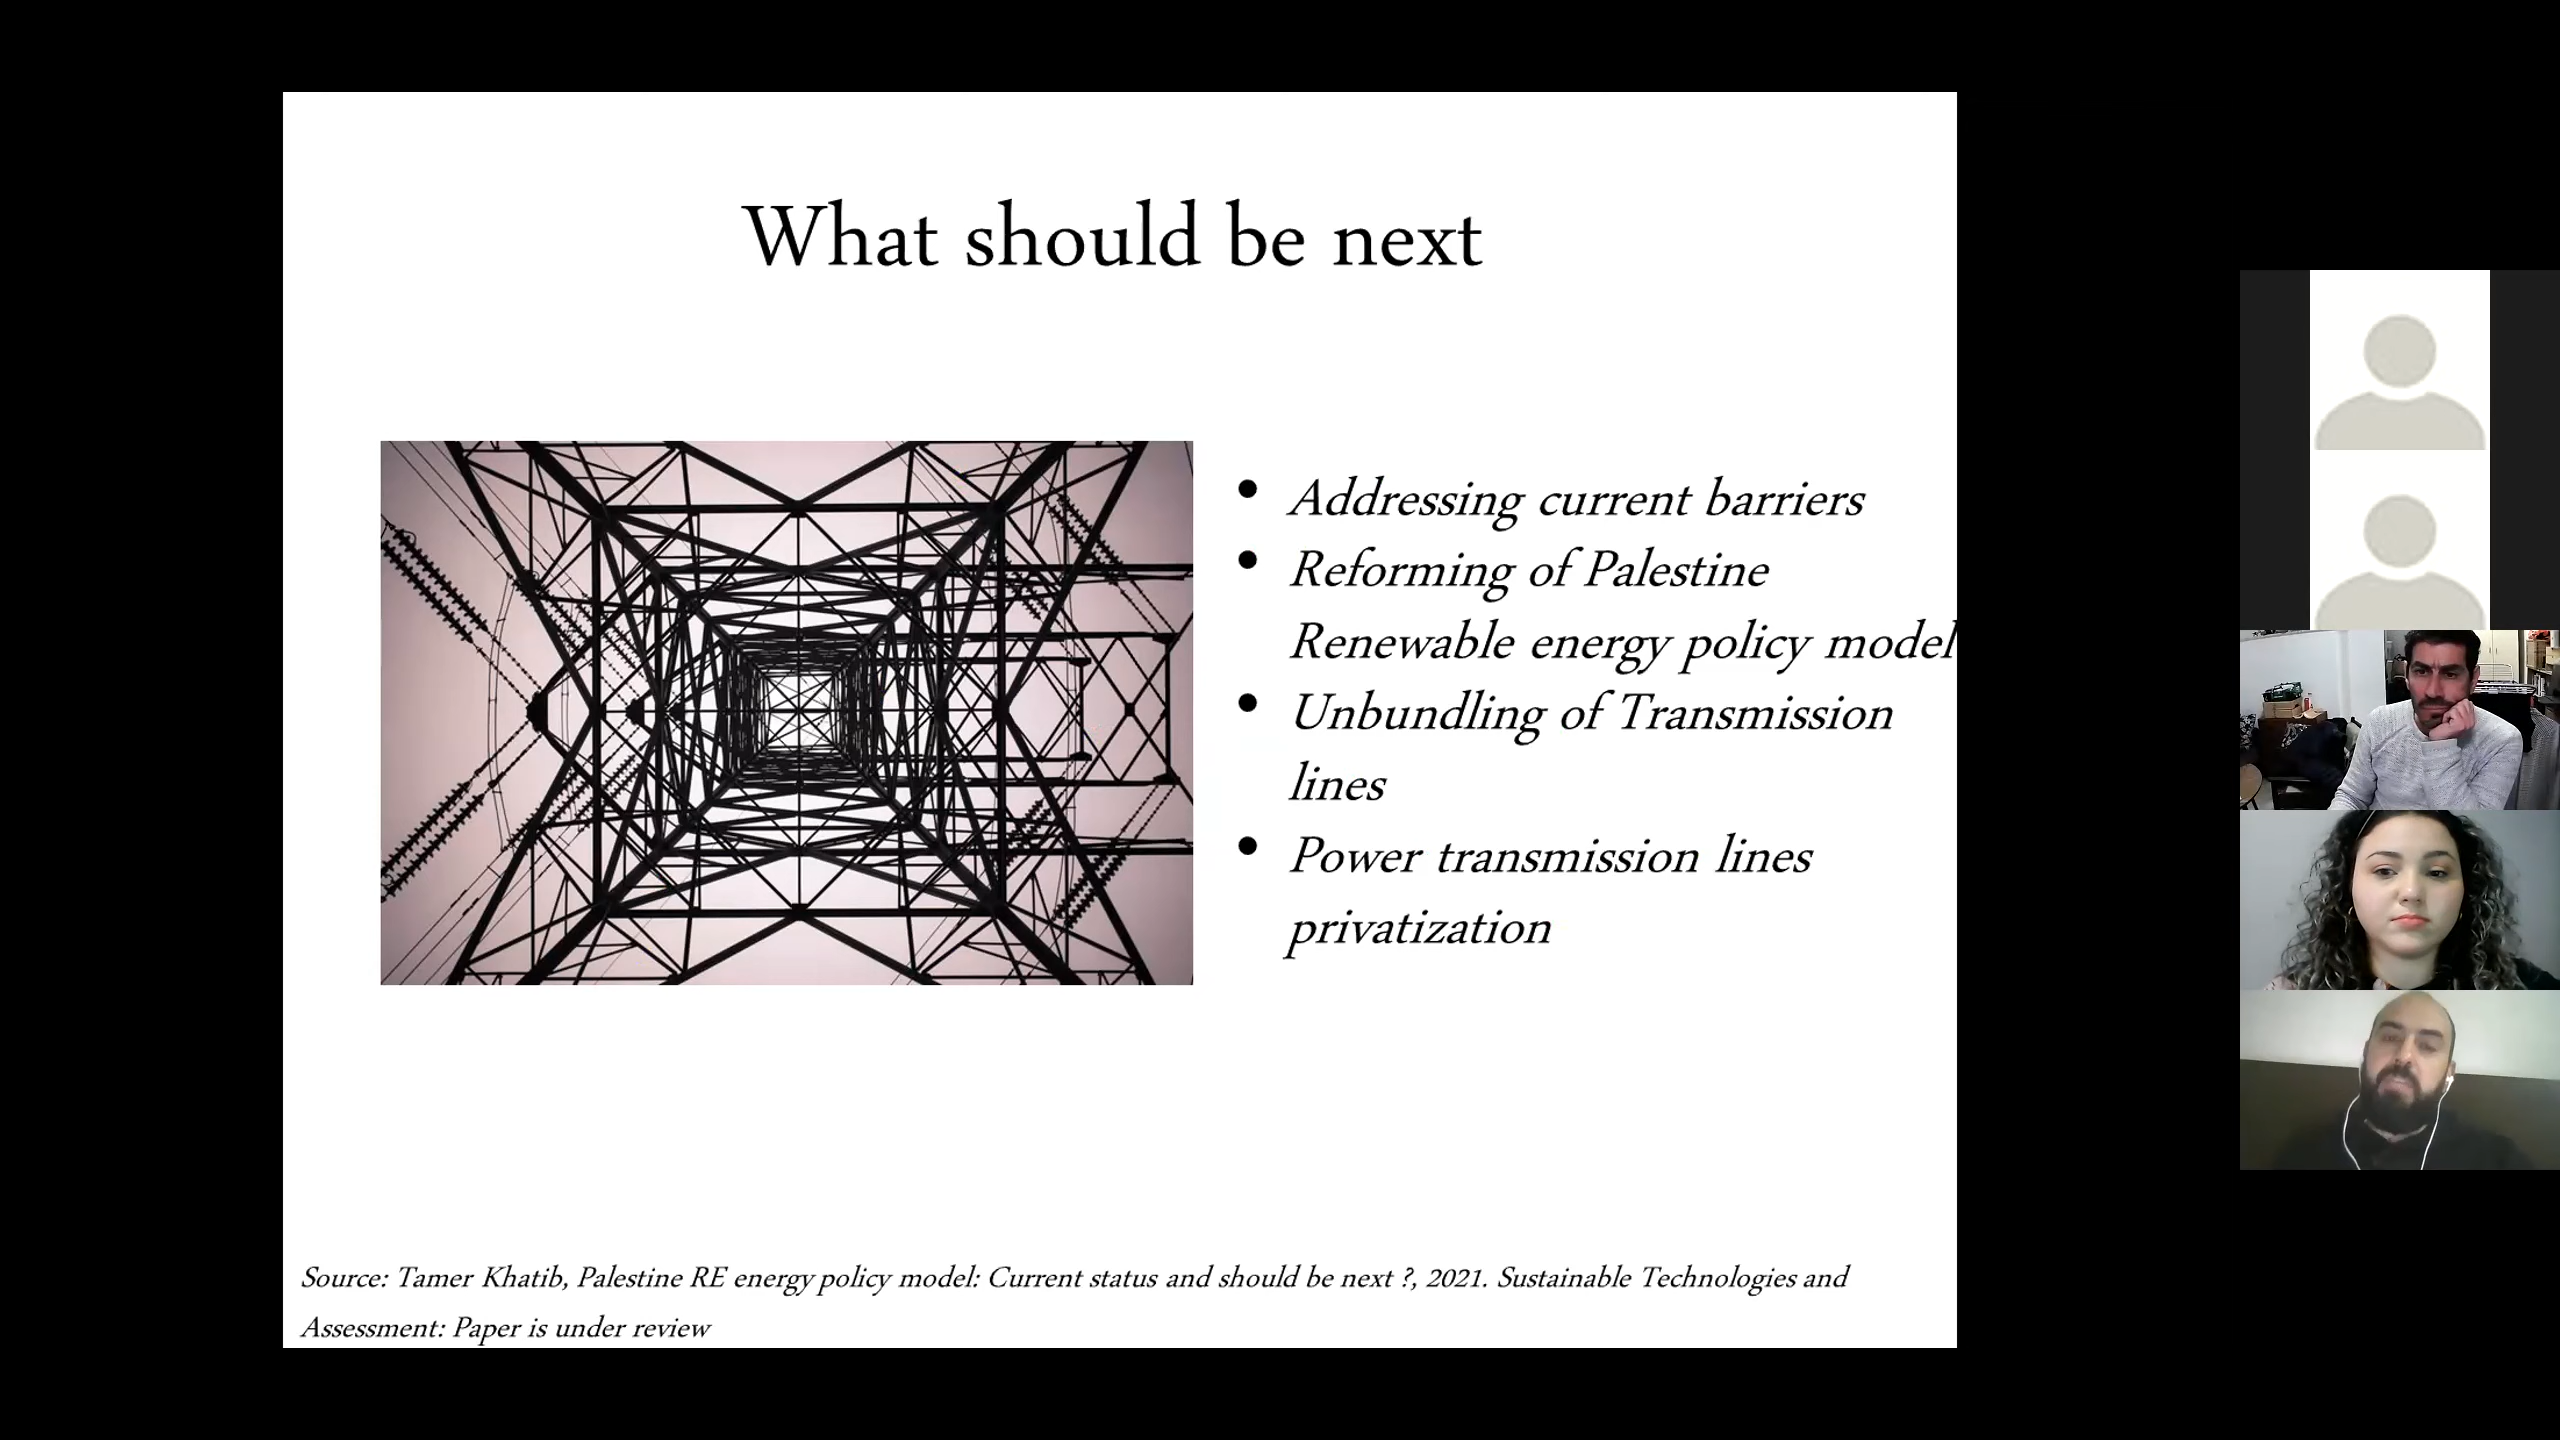 What should be next
• Addressing current barriers
• Reforming of Palestine
Renewable energy policy model
• Unbundling of Transmission
lines
• Power transmission lines
privatization
Source: Tamer Khatib, Palestine RE energy policy model: Current status and should be next ?, 2021. Sustainable Technologies and
Assessment: Paper is under review